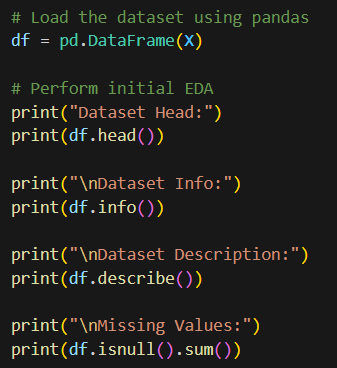 # Load the dataset using pandas
df = pd.DataFrame(X)
# Perform initial EDA
print("Dataset Head:")
print(df.head())
print("\nDataset Info:")
print(df.info())
print("\nDataset Description:")
print(df.describe())
print("\nMissing Values:")
print(df.isnull().sum())